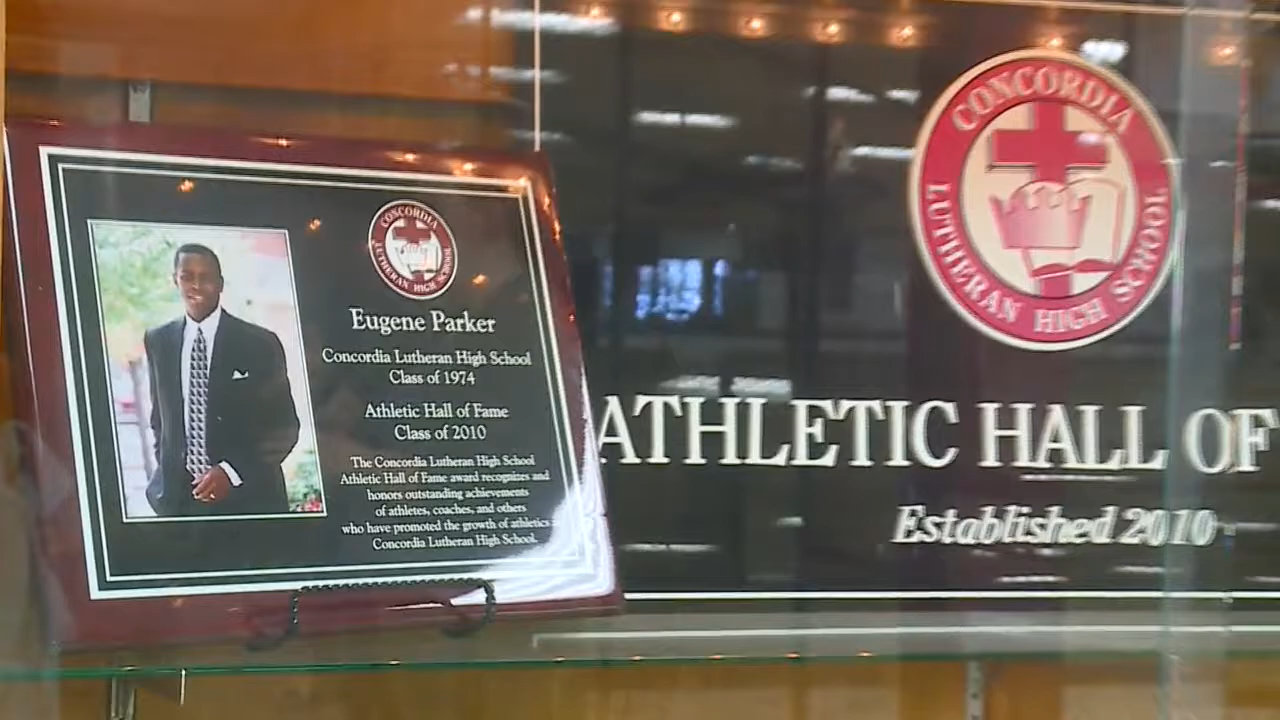 CONCORDIA
LUTHERAN HIGH SCHOOL
Eugene Parker
Concordia Lutheran High School
Class of 1974
Athletic Hall of Fame
Class of 2010
The Concordia Lutheran High School
Athletic Hall of Fame award recognizes and
honors outstanding achievements
of athletes, coaches, and others
who have promoted the growth of athletics
Concordia Lutheran High School.
CONCORDIA
LUTHERAN HIGH SCHOOL
ATHLETIC HALL OF
Established 2010